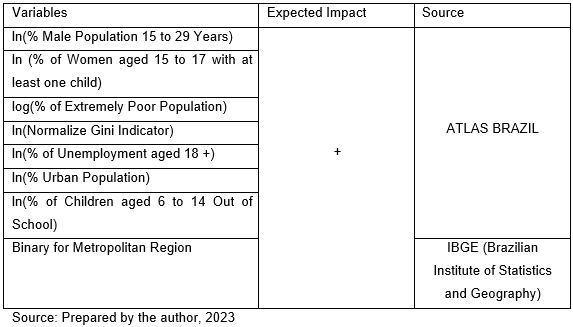 Variables Expected Impact Source
ln(% Male Population 15 to 29 Years)
ln (% of Women aged 15 to 17 with at
least one child)
log(% of Extremely Poor Population)
ln(Normalize Gini Indicator)
ln(% of Unemployment aged 18 +)
ln(% Urban Population)
ln(% of Children aged 6 to 14 Out of
School)
+
ATLAS BRAZIL
Binary for Metropolitan Region
IBGE (Brazilian
Institute of Statistics
and Geography)
Source: Prepared by the author, 2023